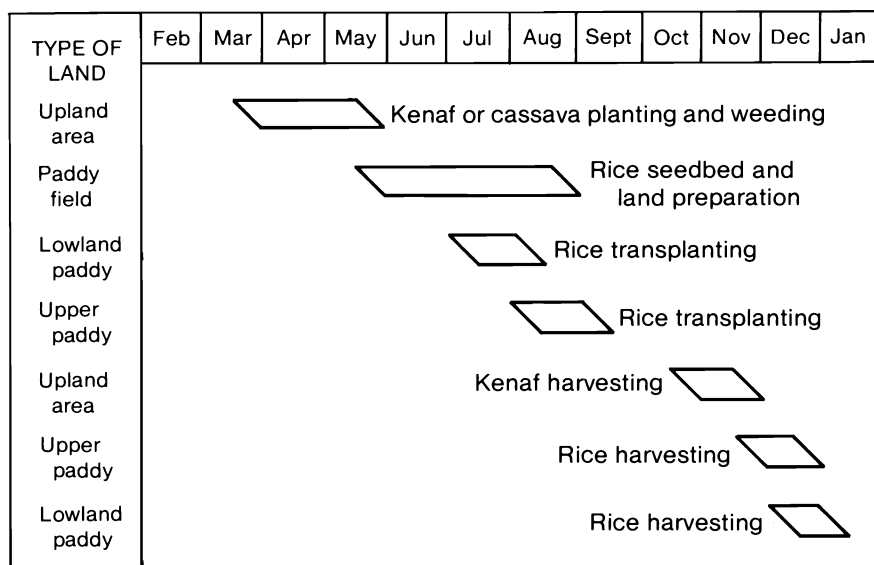 TYPE OF
LAND
Feb Mar Apr May Jun Jul Aug Sept Oct Nov Dec Jan
Upland
area
Kenaf or cassava planting and weeding
Paddy
field
Rice seedbed and
land preparation
Lowland
paddy
Rice transplanting
Upper
paddy
Rice transplanting
Upland
area
Kenaf harvesting
Upper
paddy
Rice harvesting
Lowland
paddy
Rice harvesting